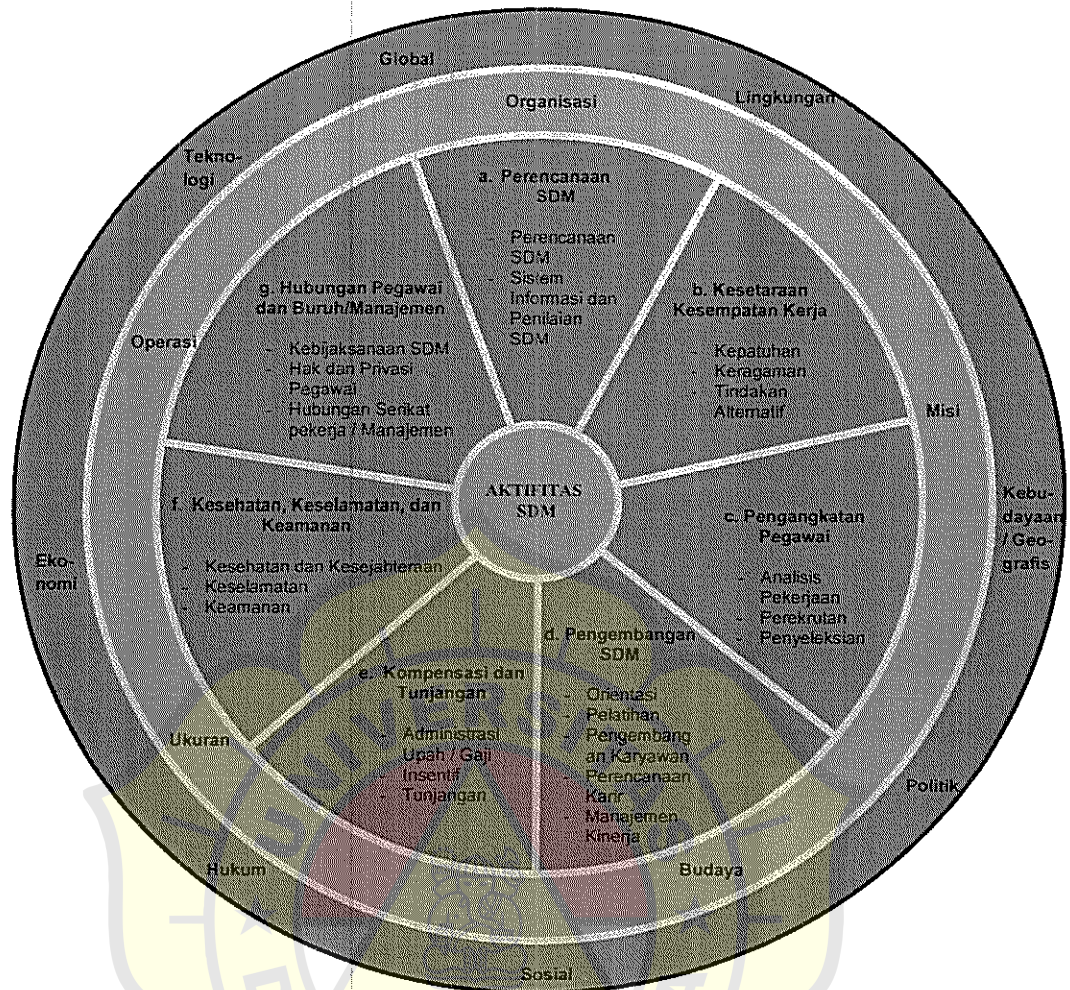 Global
Lingkungan
Organisasi
Tekno-
logi
a. Perencanaan
SDM
- Perencanaan
SDM
- Sistem
Informasi dan
Penilaian
SDM
g. Hubungan Pegawai
dan Buruh/Manajemen
- Kebijaksanaan SDM
- Hak dan Privasi
Pegawai
- Hubungan Serikat
pekerja / Manajemen
b. Kesetaraan
Kesempatan Kerja
- Kepatuhan
- Keragaman
- Tindakan
Alternatif
Operasi
Misi
AKTIFITAS
SDM
Kebu-
dayaan
/ Geo-
grafis
f. Kesehatan, Keselamatan, dan
Keamanan
- Kesehatan dan Kesejahteraan
- Keselamatan
- Keamanan
c. Pengangkatan
Pegawai
- Analisis
Pekerjaan
- Perekrutan
- Penyeleksian
Eko-
nomi
d. Pengembangan
SDM
- Orientasi
- Pelatihan
- Pengembang
an Karyawan
- Perencanaan
Karir
- Manajemen
- Kinerja
e. Kompensasi dan
Tunjangan
- Administrasi
Upah / Gaji
- Insentif
- Tunjangan
Ukuran
Politik
Hukum
Budaya
Sosial